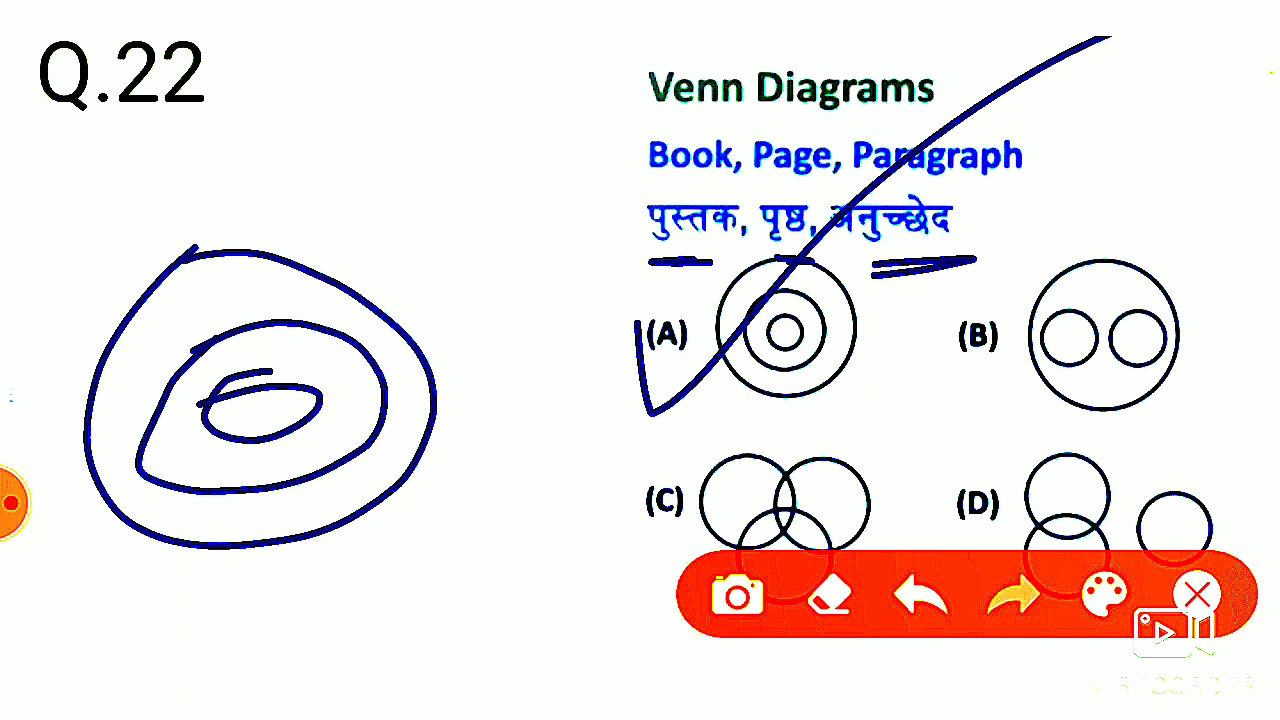 Q.22
Venn Diagrams
Book, Page, Paragraph
पुस्तक, पृष्ठ, अनुच्छेद
(A)
(B)
(C)
(D)